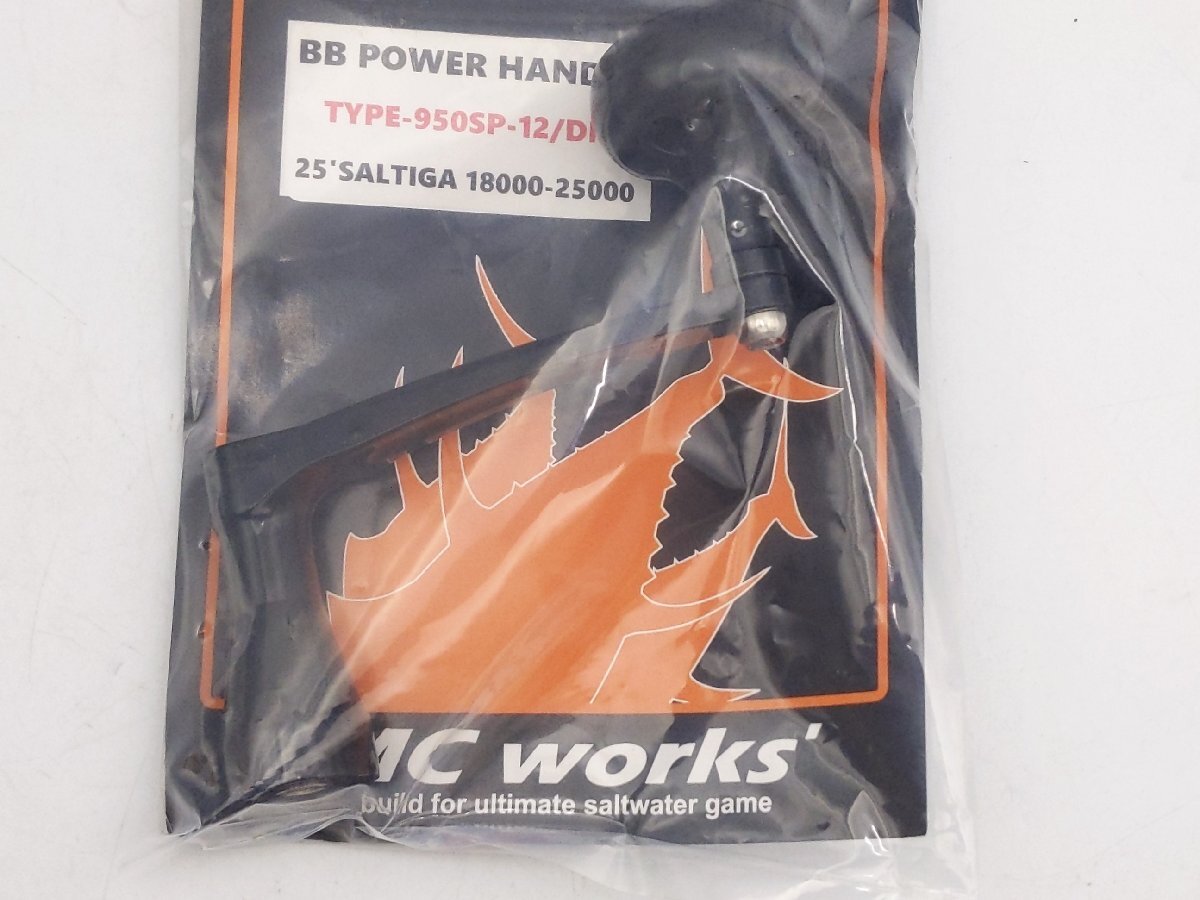 BB POWER HAND
TYPE-950SP-12/D
25'SALTIGA 18000-25000
MC works'
build for ultimate saltwater game